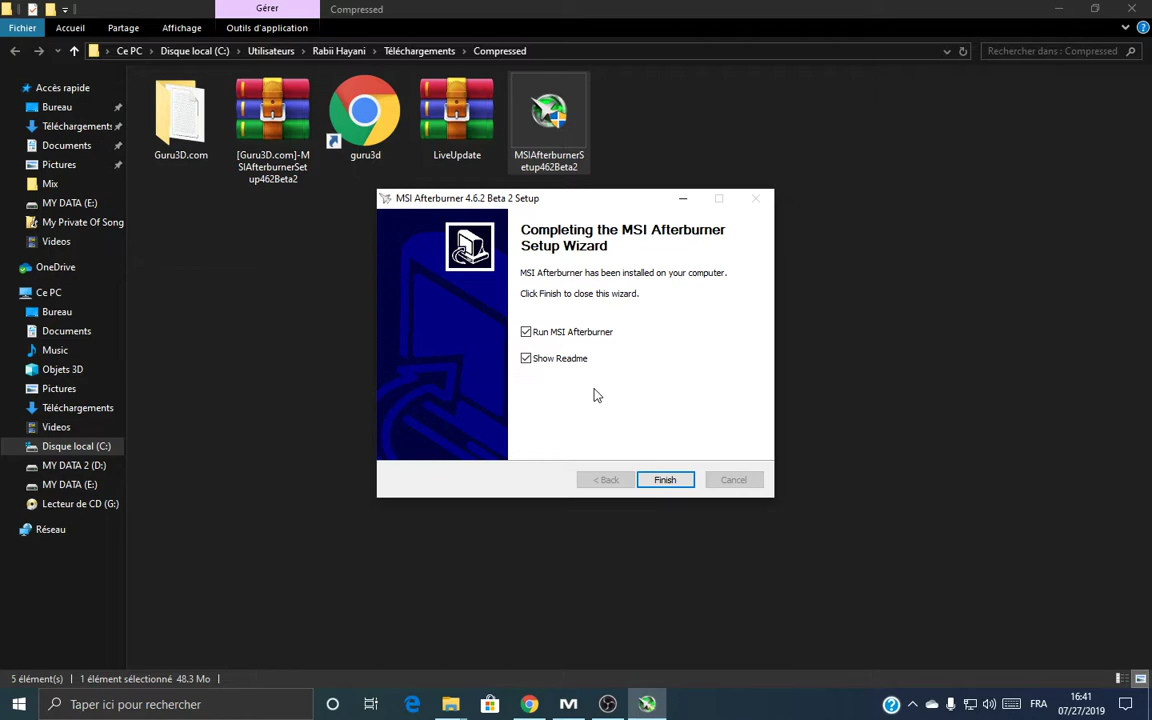 Gérer
Compressed
Fichier
Accueil
Partage
Affichage
Outils d'application
Ce PC
Disque local (C:)
Utilisateurs
Rabii Hayani
Téléchargements
Compressed
Rechercher dans : Compressed
Accès rapide
Bureau
Téléchargements
Documents
Pictures
Mix
MY DATA (E:)
My Private Of Song
Videos
OneDrive
Ce PC
Bureau
Documents
Music
Objets 3D
Pictures
Téléchargements
Videos
Disque local (C:)
MY DATA 2 (D:)
MY DATA (E:)
Lecteur de CD (G:)
Réseau
Guru3D.com
[Guru3D.com]-M
SIAfterburnerSet
up462Beta2
guru3d
LiveUpdate
MSIAfterburnerS
etup462Beta2
MSI Afterburner 4.6.2 Beta 2 Setup
Completing the MSI Afterburner
Setup Wizard
MSI Afterburner has been installed on your computer.
Click Finish to close this wizard.
Run MSI Afterburner
Show Readme
< Back
Finish
Cancel
5 élément(s)
1 élément sélectionné 48.3 Mo
Taper ici pour rechercher
FRA
16:41
07/27/2019